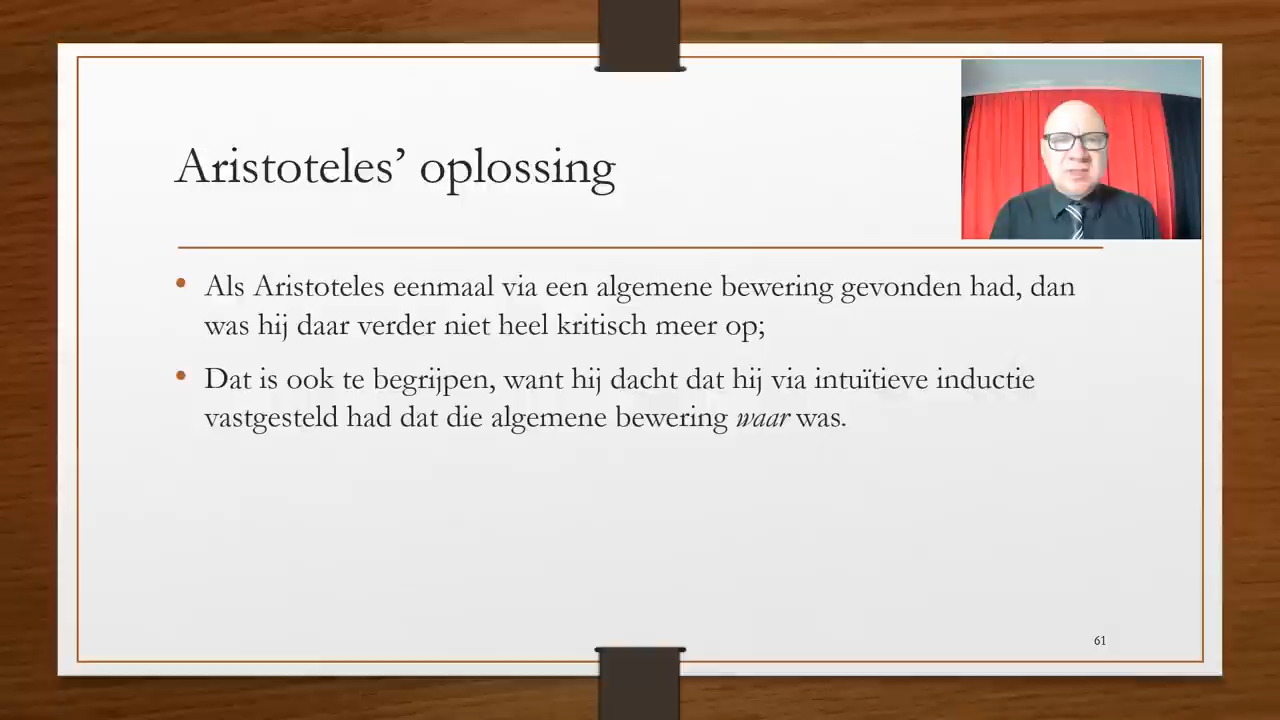 Aristoteles’ oplossing
• Als Aristoteles eenmaal via een algemene bewering gevonden had, dan
was hij daar verder niet heel kritisch meer op;
• Dat is ook te begrijpen, want hij dacht dat hij via intuïtieve inductie
vastgesteld had dat die algemene bewering waar was.
61